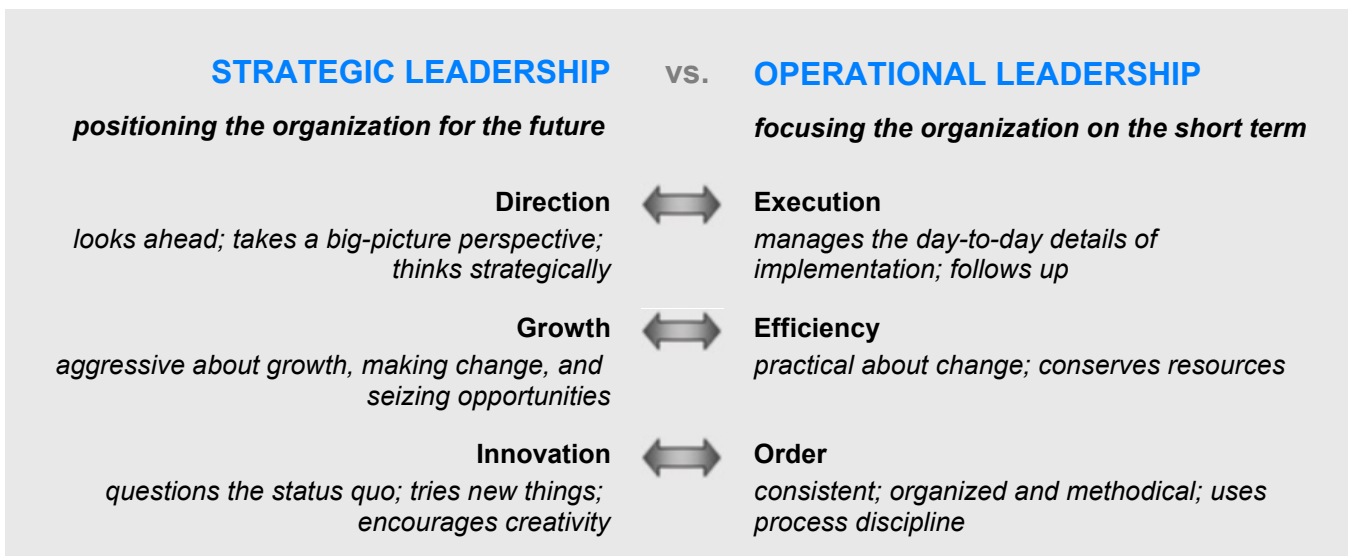 STRATEGIC LEADERSHIP vs. OPERATIONAL LEADERSHIP
positioning the organization for the future
focusing the organization on the short term
Direction
looks ahead; takes a big-picture perspective;
thinks strategically
Execution
manages the day-to-day details of
implementation; follows up
Growth
aggressive about growth, making change, and
seizing opportunities
Efficiency
practical about change; conserves resources
Innovation
questions the status quo; tries new things;
encourages creativity
Order
consistent; organized and methodical; uses
process discipline